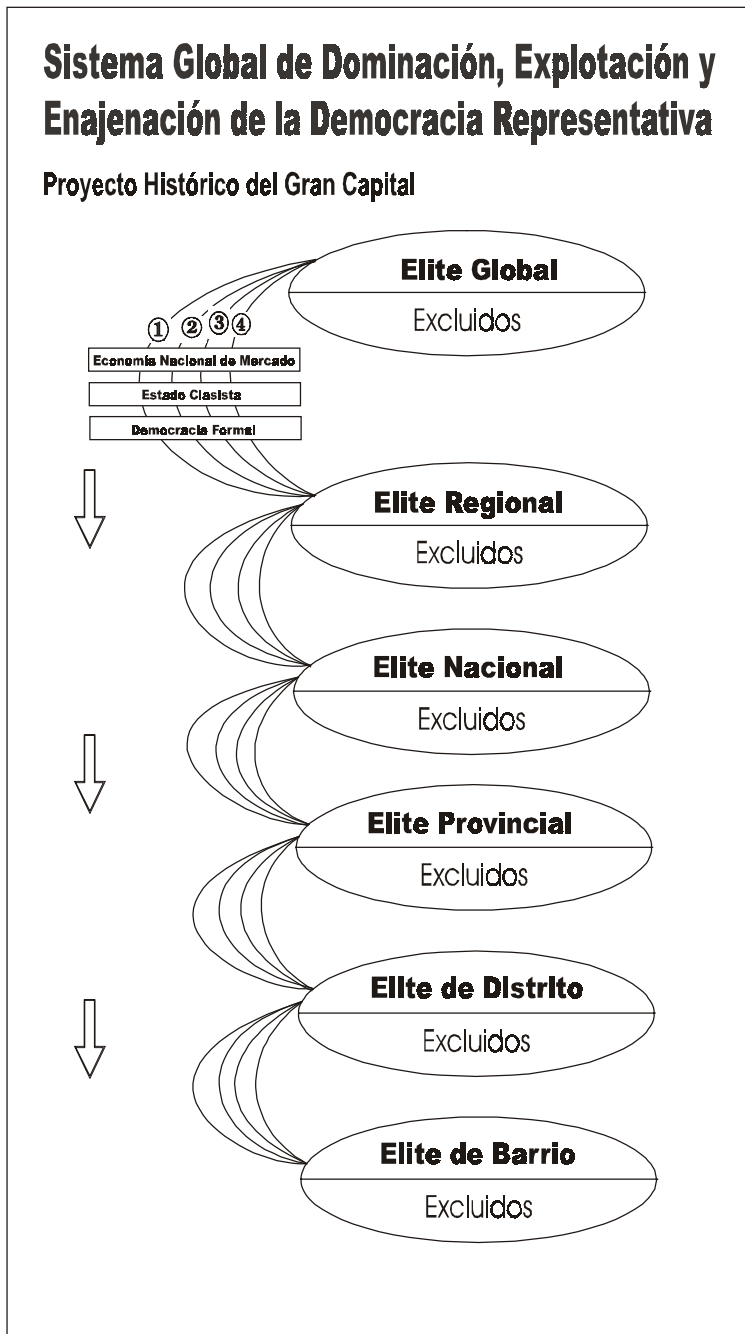 Sistema Global de Dominación, Explotación y
Enajenación de la Democracia Representativa
Proyecto Histórico del Gran Capital
Elite Global
Excluidos
1 2 3 4
Economía Nacional de Mercado
Estado Clasista
Democracia Formal
Elite Regional
Excluidos
Elite Nacional
Excluidos
Elite Provincial
Excluidos
Elite de Distrito
Excluidos
Elite de Barrio
Excluidos